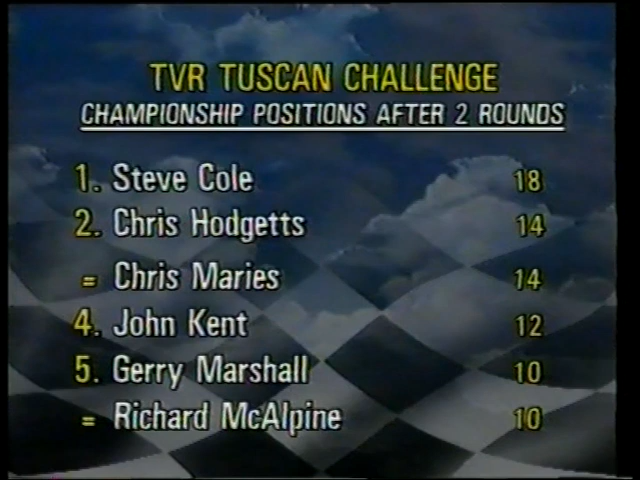 TVR TUSCAN CHALLENGE
CHAMPIONSHIP POSITIONS AFTER 2 ROUNDS
1. Steve Cole 18
2. Chris Hodgetts 14
= Chris Maries 14
4. John Kent 12
5. Gerry Marshall 10
= Richard McAlpine 10